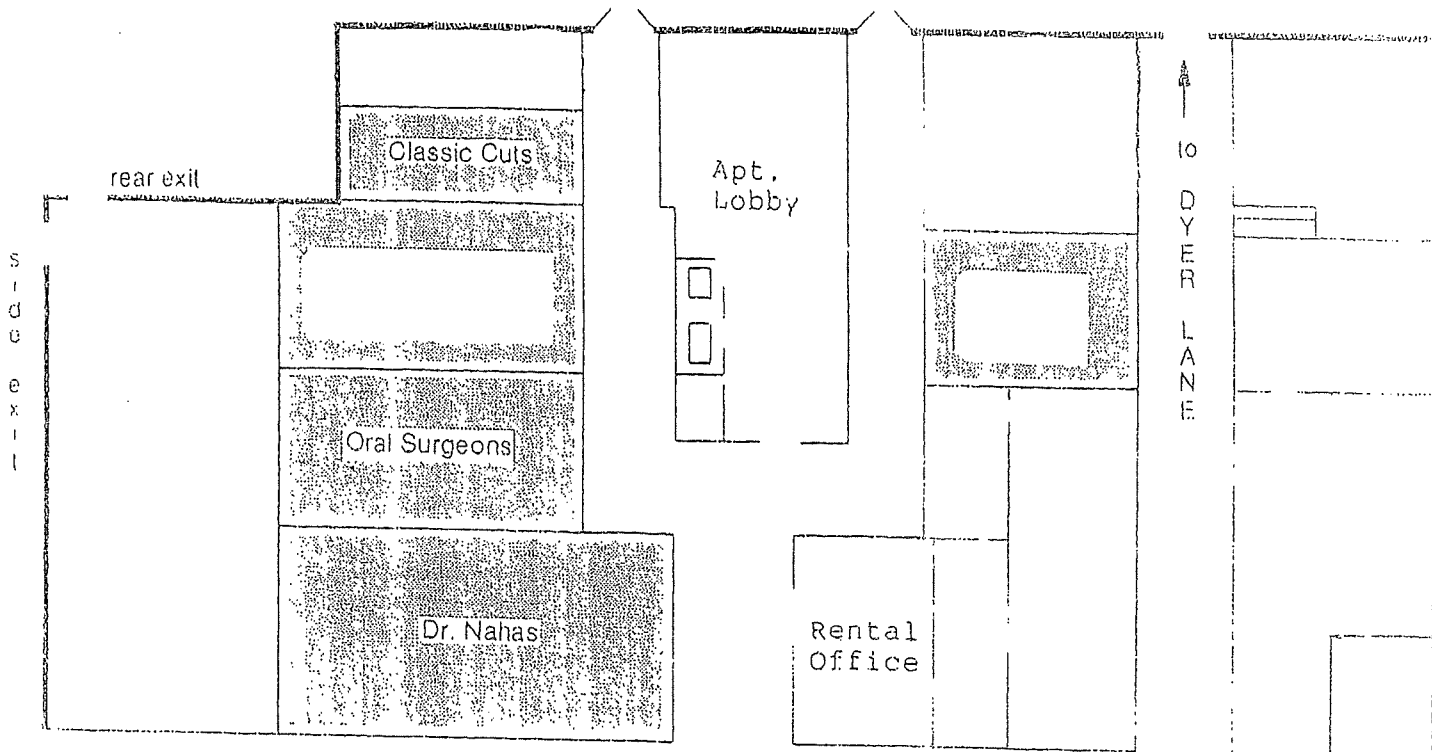 Classic Cuts
rear exit
Apt.
Lobby
to
DYER
LANE
side exit
Oral Surgeons
Dr. Nahas
Rental
Office